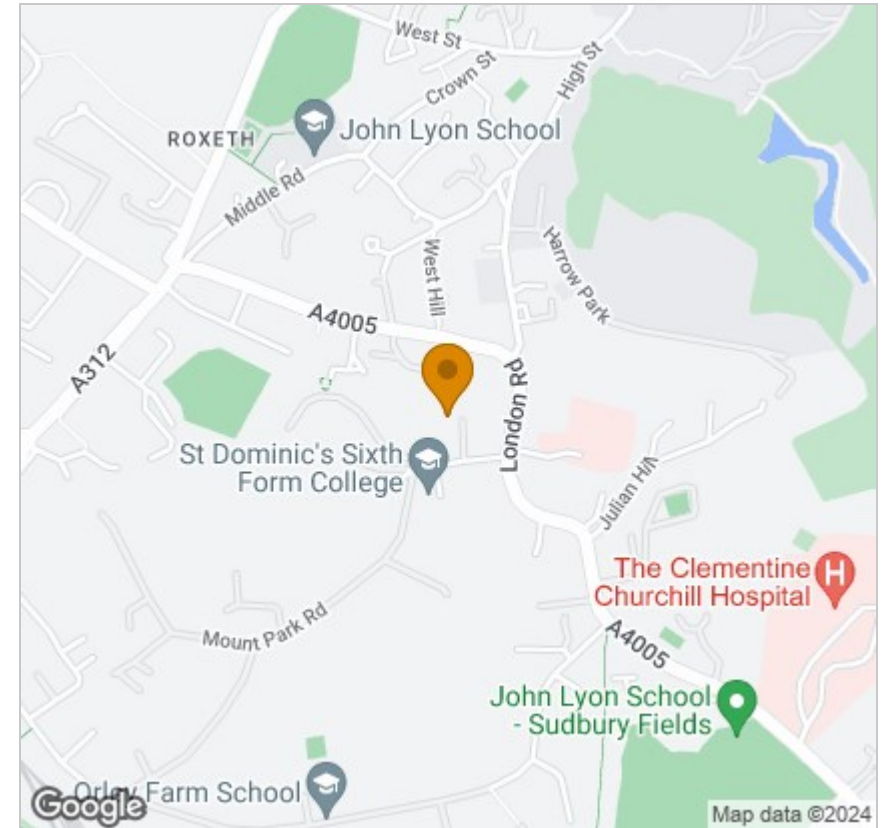 West St
Crown St
High St
ROXETH
John Lyon School
Middle Rd
West Hill
Harrow Park
A4005
A312
London Rd
St Dominic's Sixth
Form College
Julian Hill
The Clementine
Churchill Hospital
H
Mount Park Rd
A4005
John Lyon School
- Sudbury Fields
Orley Farm School
Google
Map data ©2024